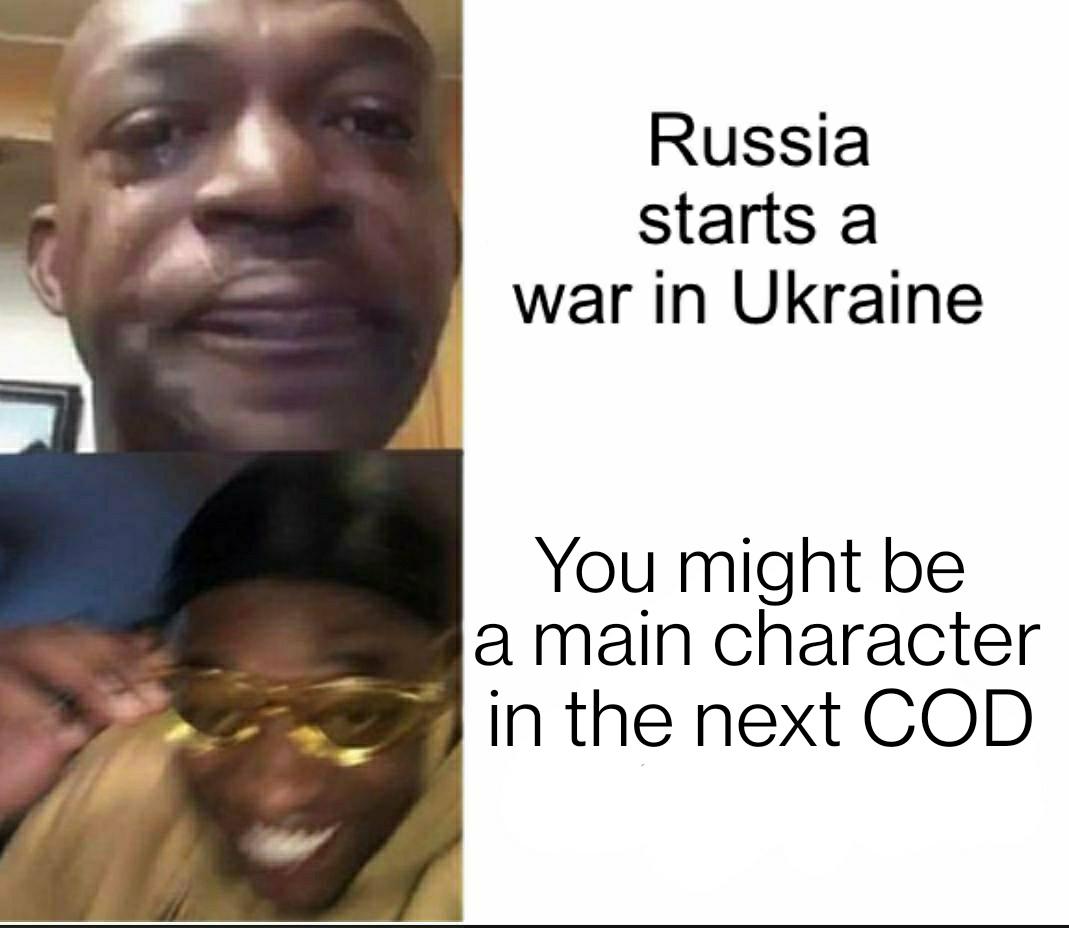 Russia
starts a
war in Ukraine
You might be
a main character
in the next COD